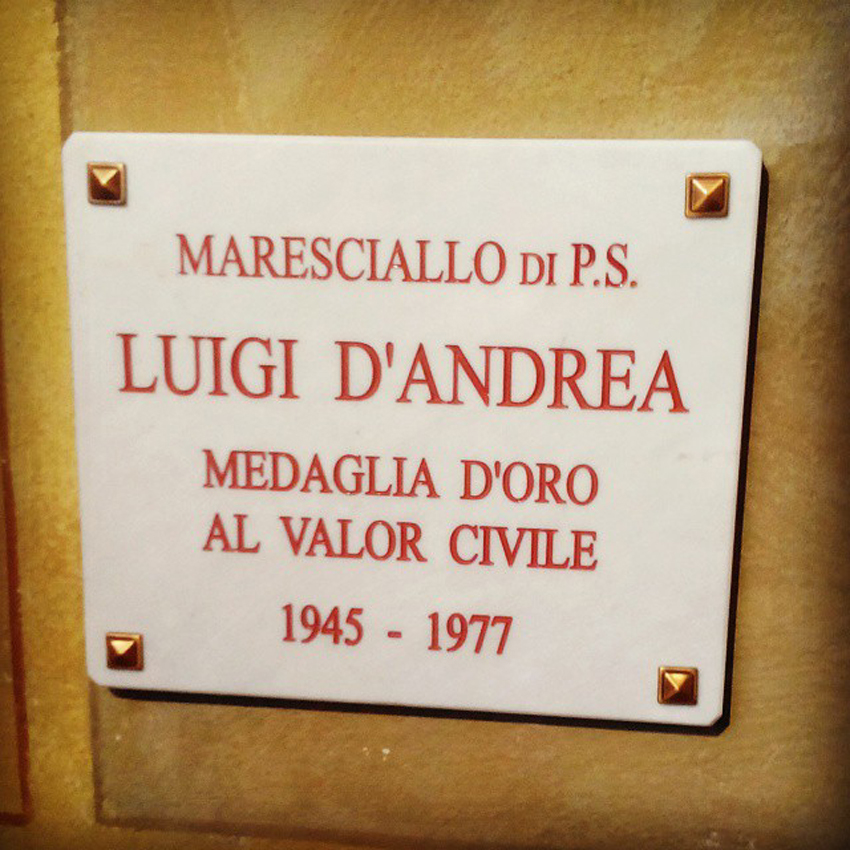 MARESCIALLO DI P.S.
LUIGI D'ANDREA
MEDAGLIA D'ORO
AL VALOR CIVILE
1945 - 1977